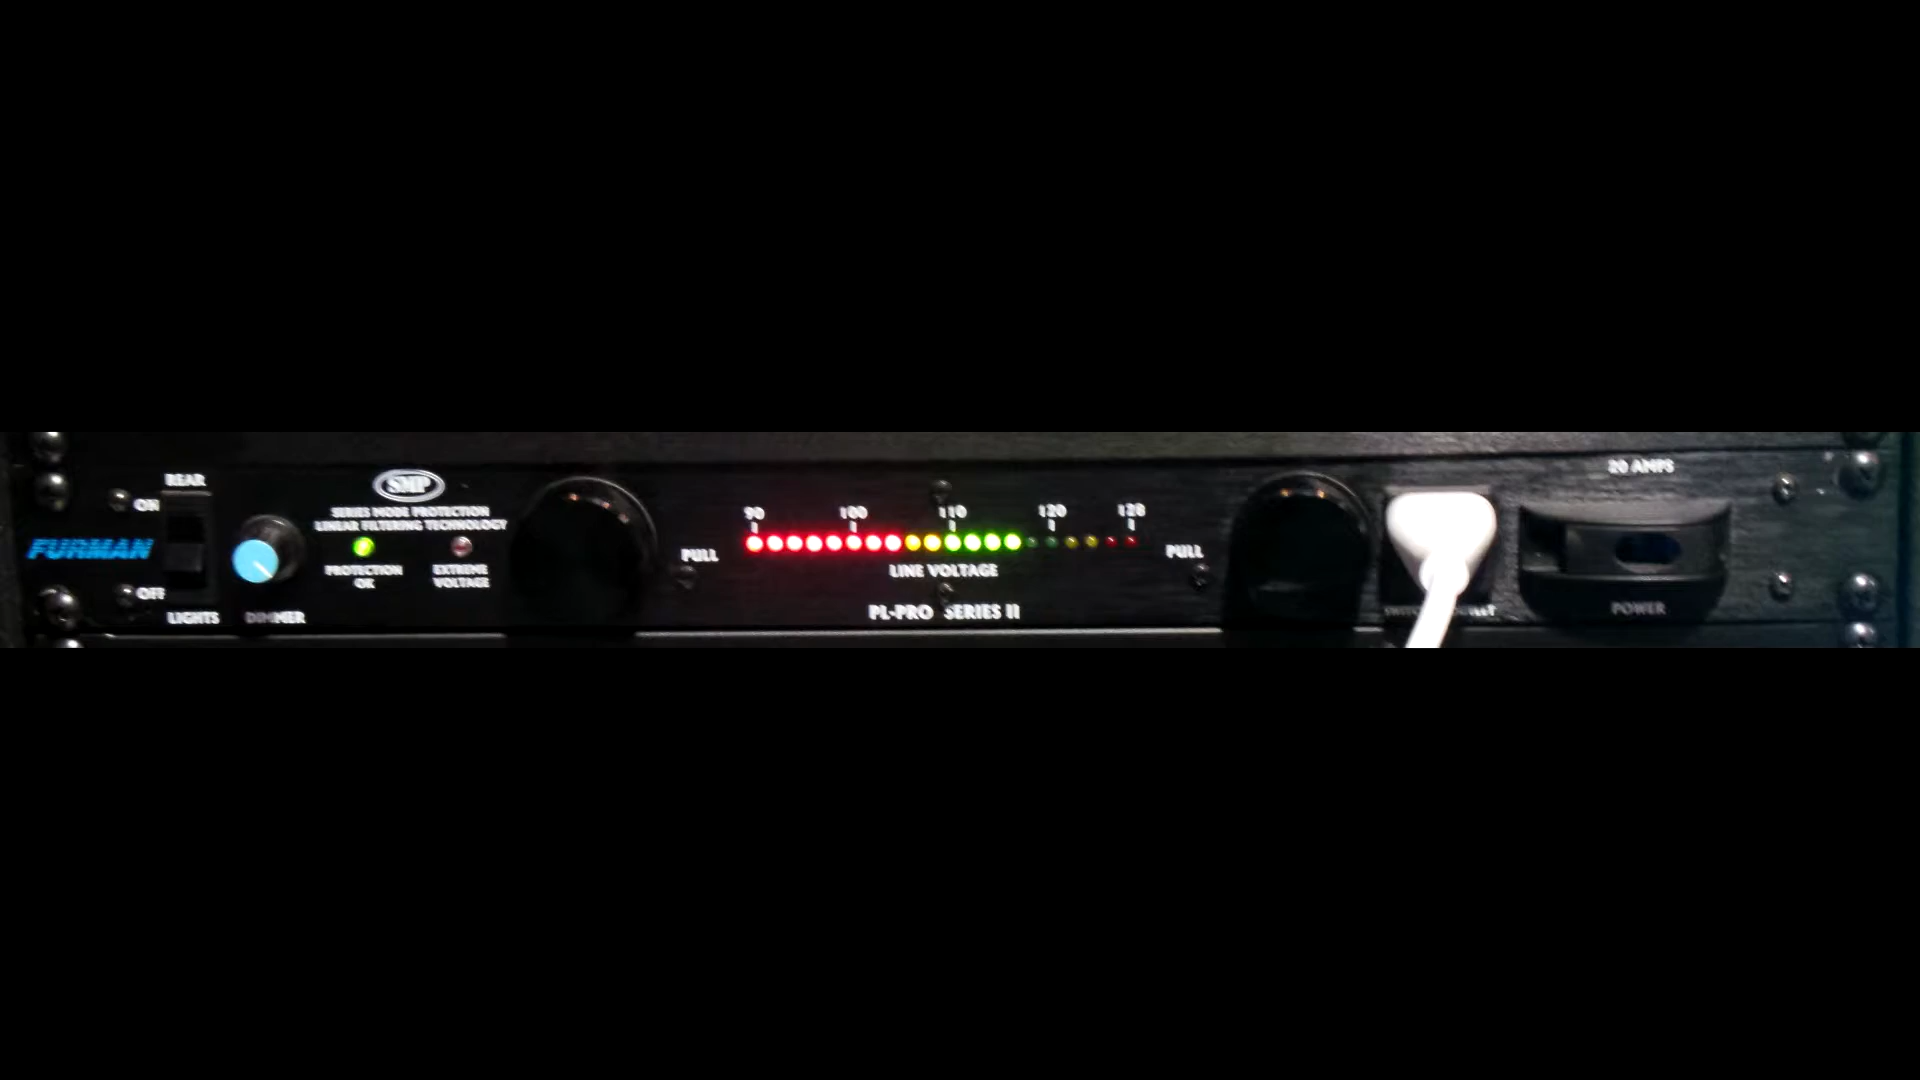 REAR
ON
FURMAN
OFF
LIGHTS
DIMMER
SMP
SERIES MODE PROTECTION
LINEAR FILTERING TECHNOLOGY
PROTECTION
OK
EXTREME
VOLTAGE
PULL
90 100 110 120 128
LINE VOLTAGE
PL-PRO SERIES II
PULL
20 AMPS
POWER